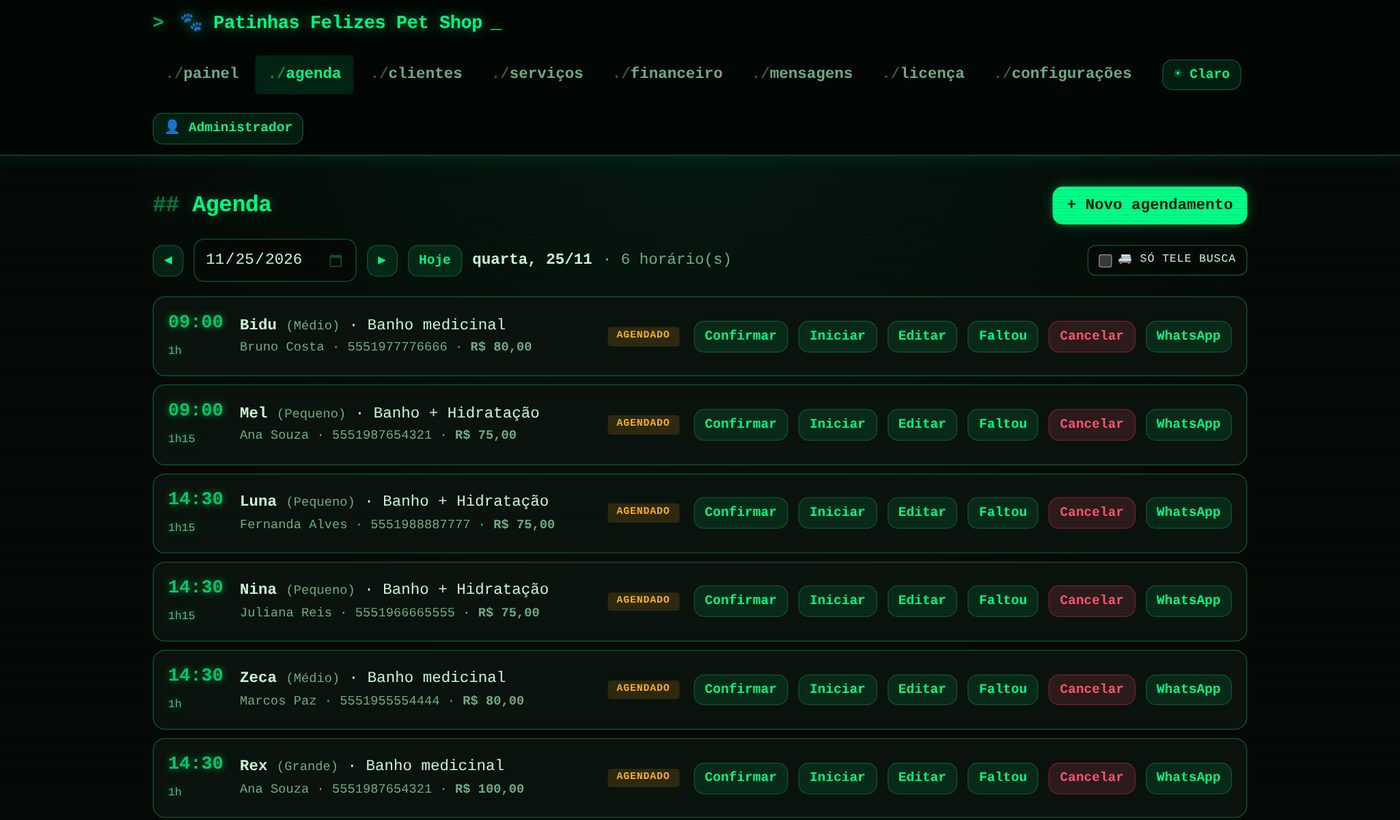 > 🐾 Patinhas Felizes Pet Shop _
./painel ./agenda ./clientes ./serviços ./financeiro ./mensagens ./licença ./configurações ☀ Claro
👤 Administrador
## Agenda + Novo agendamento
◀ 11/25/2026 ▶ Hoje quarta, 25/11 · 6 horário(s) SÓ TELE BUSCA
09:00 Bidu (Médio) · Banho medicinal AGENDADO Confirmar Iniciar Editar Faltou Cancelar WhatsApp
1h Bruno Costa · 5551977776666 · R$ 80,00
09:00 Mel (Pequeno) · Banho + Hidratação AGENDADO Confirmar Iniciar Editar Faltou Cancelar WhatsApp
1h15 Ana Souza · 5551987654321 · R$ 75,00
14:30 Luna (Pequeno) · Banho + Hidratação AGENDADO Confirmar Iniciar Editar Faltou Cancelar WhatsApp
1h15 Fernanda Alves · 5551988887777 · R$ 75,00
14:30 Nina (Pequeno) · Banho + Hidratação AGENDADO Confirmar Iniciar Editar Faltou Cancelar WhatsApp
1h15 Juliana Reis · 5551966665555 · R$ 75,00
14:30 Zeca (Médio) · Banho medicinal AGENDADO Confirmar Iniciar Editar Faltou Cancelar WhatsApp
1h Marcos Paz · 5551955554444 · R$ 80,00
14:30 Rex (Grande) · Banho medicinal AGENDADO Confirmar Iniciar Editar Faltou Cancelar WhatsApp
1h Ana Souza · 5551987654321 · R$ 100,00